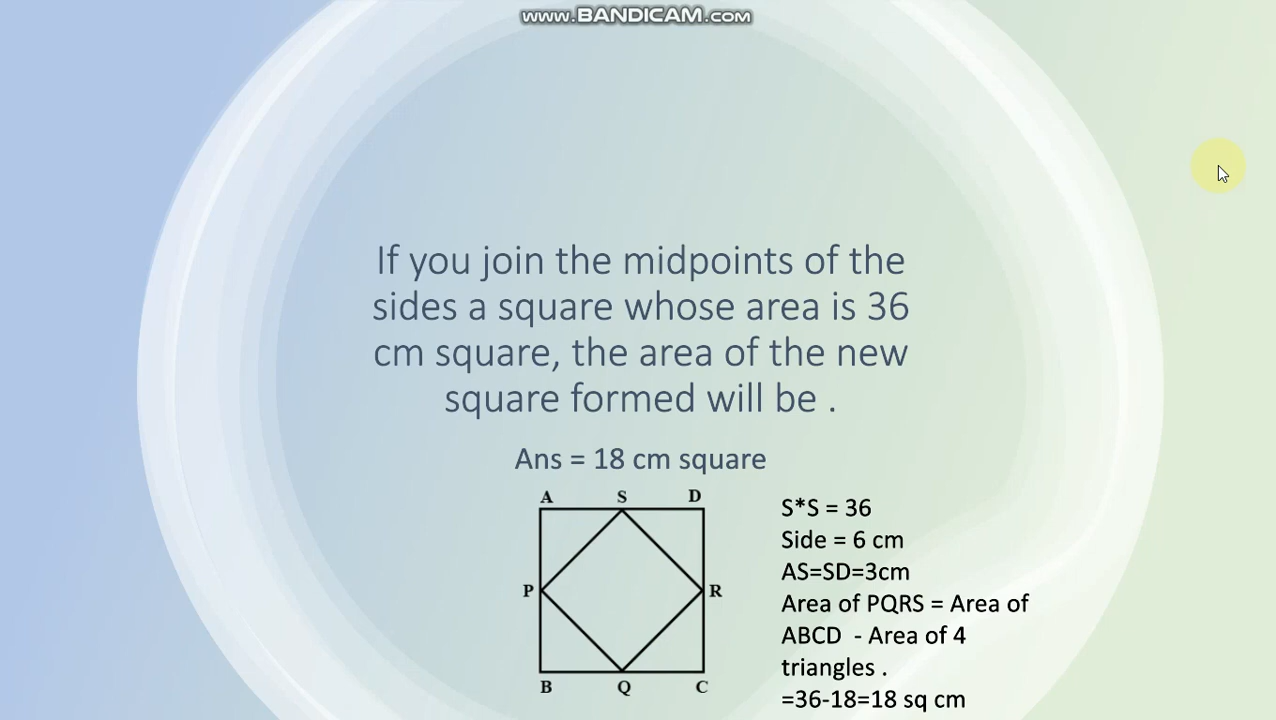 www.BANDICAM.com
If you join the midpoints of the
sides a square whose area is 36
cm square, the area of the new
square formed will be .
Ans = 18 cm square
A S D
P R
B Q C
S*S = 36
Side = 6 cm
AS=SD=3cm
Area of PQRS = Area of
ABCD - Area of 4
triangles .
=36-18=18 sq cm